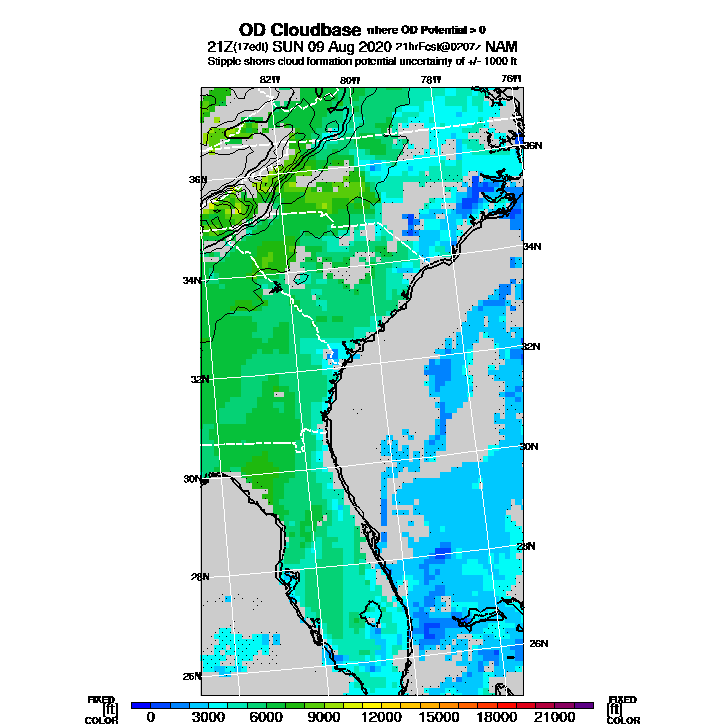 OD Cloudbase where OD Potential > 0
21Z(17edt) SUN 09 Aug 2020 21hrFcst@0207z NAM
Stipple shows cloud formation potential uncertainty of +/- 1000 ft
82W 80W 78W 76W
36N
36N
34N
34N
32N
32N
30N
30N
28N
28N
26N
26N
FIXED FIXED
[ft] [ft]
COLOR 0 3000 6000 9000 12000 15000 18000 21000 COLOR